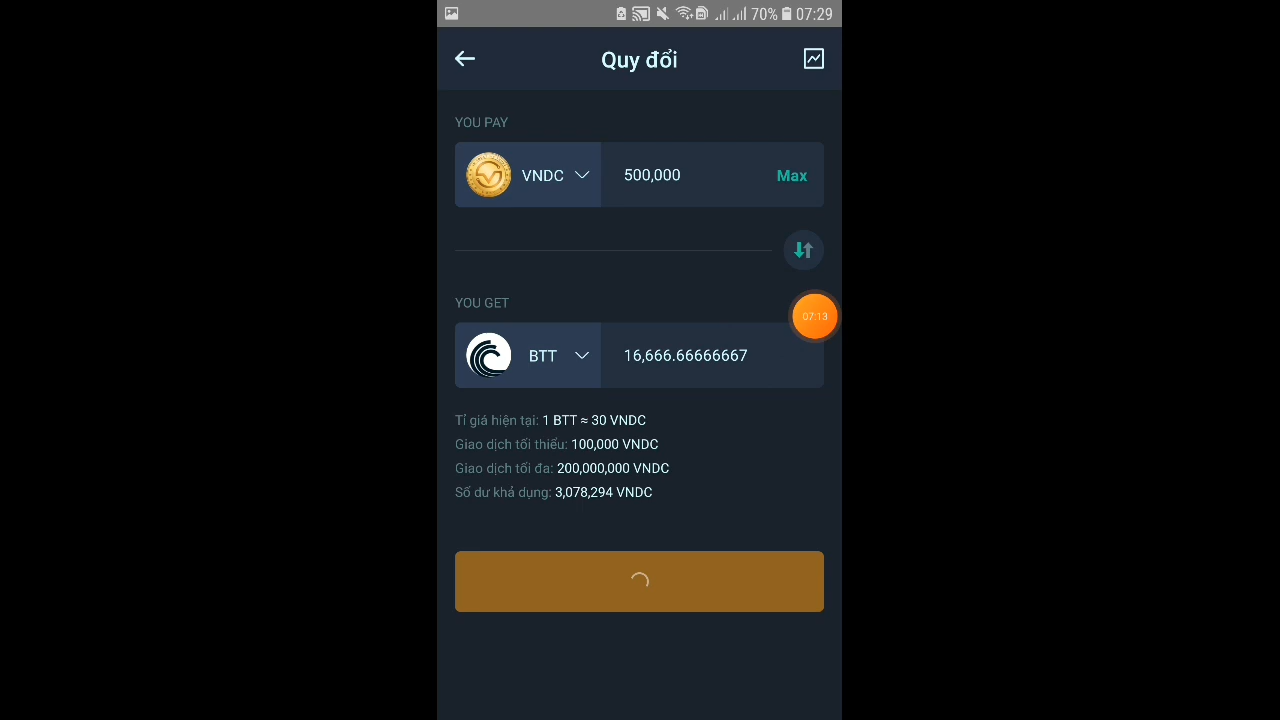 70% 07:29
Quy đổi
YOU PAY
VNDC 500,000 Max
YOU GET
07:13
BTT 16,666.66666667
Tỉ giá hiện tại: 1 BTT ≈ 30 VNDC
Giao dịch tối thiểu: 100,000 VNDC
Giao dịch tối đa: 200,000,000 VNDC
Số dư khả dụng: 3,078,294 VNDC